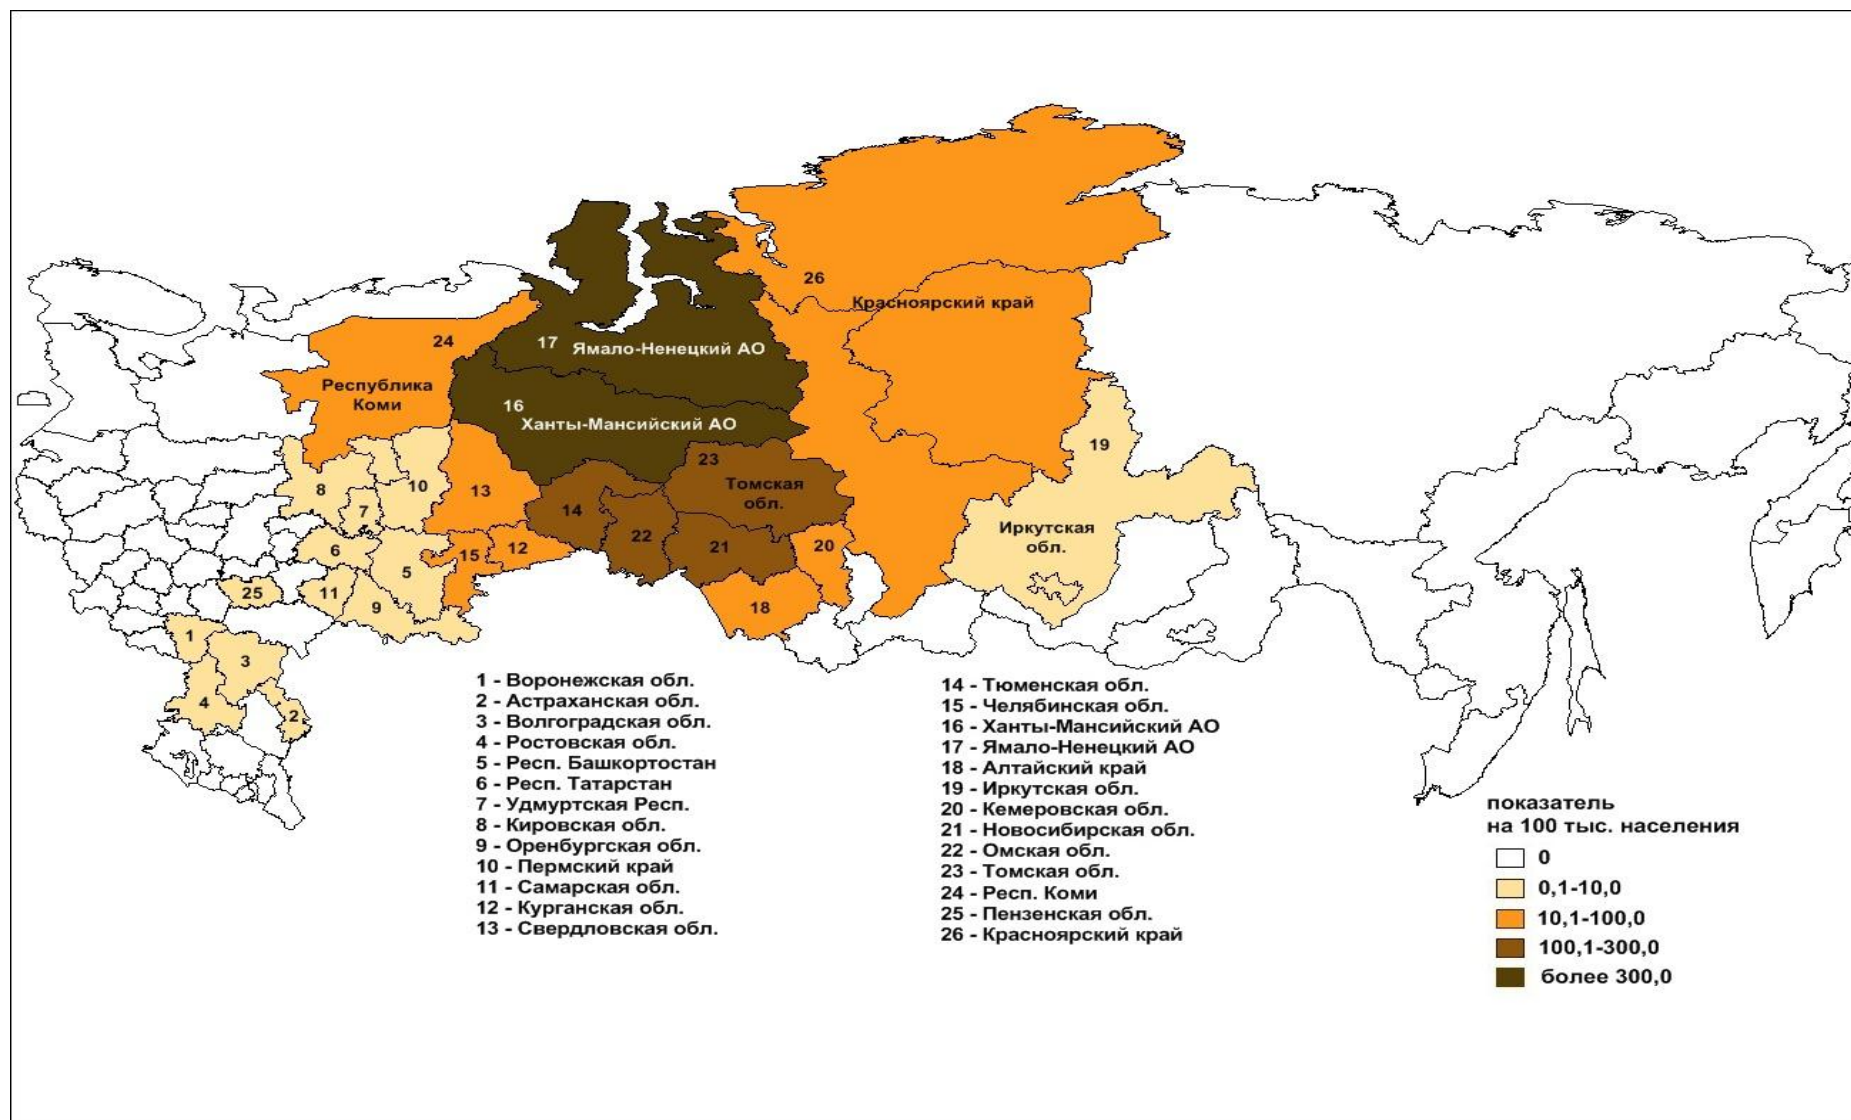 26
Красноярский край
24
17
Ямало-Ненецкий АО
Республика
Коми
16
Ханты-Мансийский АО
19
23
Томская
обл.
8
10
13
7
14
22
Иркутская
обл.
6
15
12
21
20
5
25
11
9
18
1
3
4
2
1 - Воронежская обл.
2 - Астраханская обл.
3 - Волгоградская обл.
4 - Ростовская обл.
5 - Респ. Башкортостан
6 - Респ. Татарстан
7 - Удмуртская Респ.
8 - Кировская обл.
9 - Оренбургская обл.
10 - Пермский край
11 - Самарская обл.
12 - Курганская обл.
13 - Свердловская обл.
14 - Тюменская обл.
15 - Челябинская обл.
16 - Ханты-Мансийский АО
17 - Ямало-Ненецкий АО
18 - Алтайский край
19 - Иркутская обл.
20 - Кемеровская обл.
21 - Новосибирская обл.
22 - Омская обл.
23 - Томская обл.
24 - Респ. Коми
25 - Пензенская обл.
26 - Красноярский край
показатель
на 100 тыс. населения
0
0,1-10,0
10,1-100,0
100,1-300,0
более 300,0